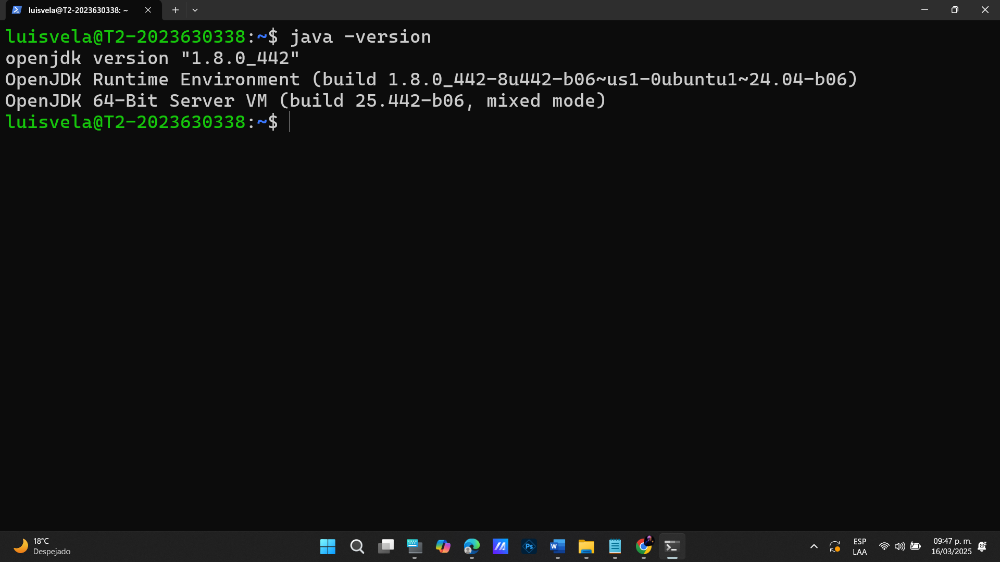 luisvela@T2-2023630338: ~
luisvela@T2-2023630338:~$ java -version
openjdk version "1.8.0_442"
OpenJDK Runtime Environment (build 1.8.0_442-8u442-b06~us1-0ubuntu1~24.04-b06)
OpenJDK 64-Bit Server VM (build 25.442-b06, mixed mode)
luisvela@T2-2023630338:~$
18°C
Despejado
Ps
W
ESP
LAA
09:47 p. m.
16/03/2025